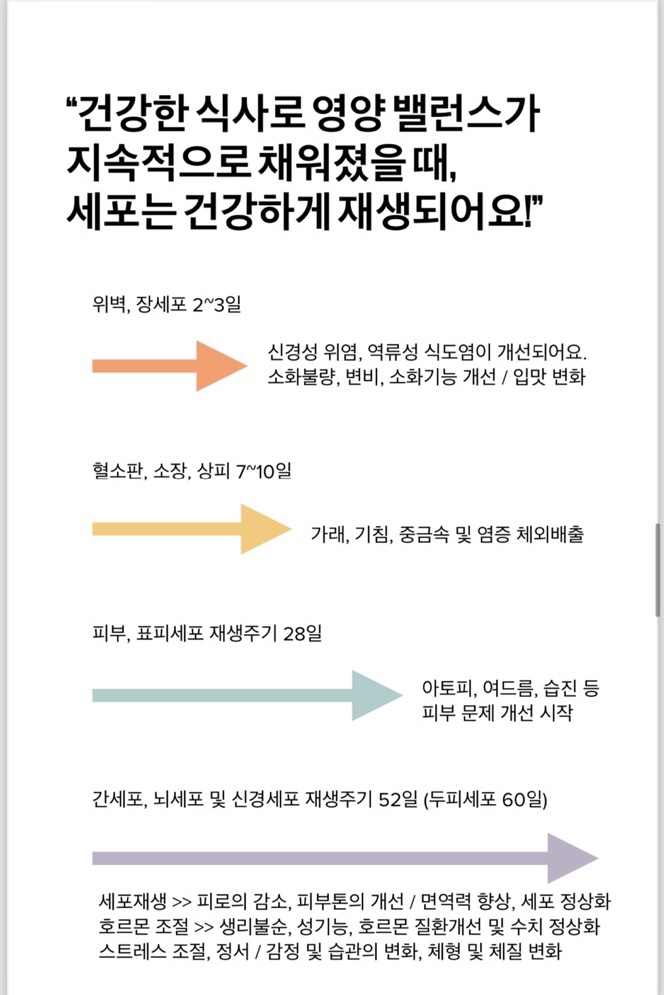 “건강한 식사로 영양 밸런스가
지속적으로 채워졌을 때,
세포는 건강하게 재생되어요!”
위벽, 장세포 2~3일
신경성 위염, 역류성 식도염이 개선되어요.
소화불량, 변비, 소화기능 개선 / 입맛 변화
혈소판, 소장, 상피 7~10일
가래, 기침, 중금속 및 염증 체외배출
피부, 표피세포 재생주기 28일
아토피, 여드름, 습진 등
피부 문제 개선 시작
간세포, 뇌세포 및 신경세포 재생주기 52일 (두피세포 60일)
세포재생 >> 피로의 감소, 피부톤의 개선 / 면역력 향상, 세포 정상화
호르몬 조절 >> 생리불순, 성기능, 호르몬 질환개선 및 수치 정상화
스트레스 조절, 정서 / 감정 및 습관의 변화, 체형 및 체질 변화